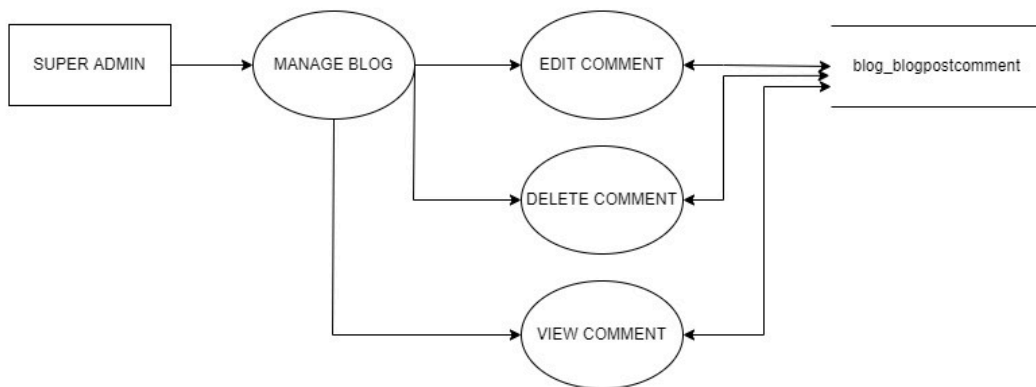 SUPER ADMIN
MANAGE BLOG
EDIT COMMENT
blog_blogpostcomment
DELETE COMMENT
VIEW COMMENT